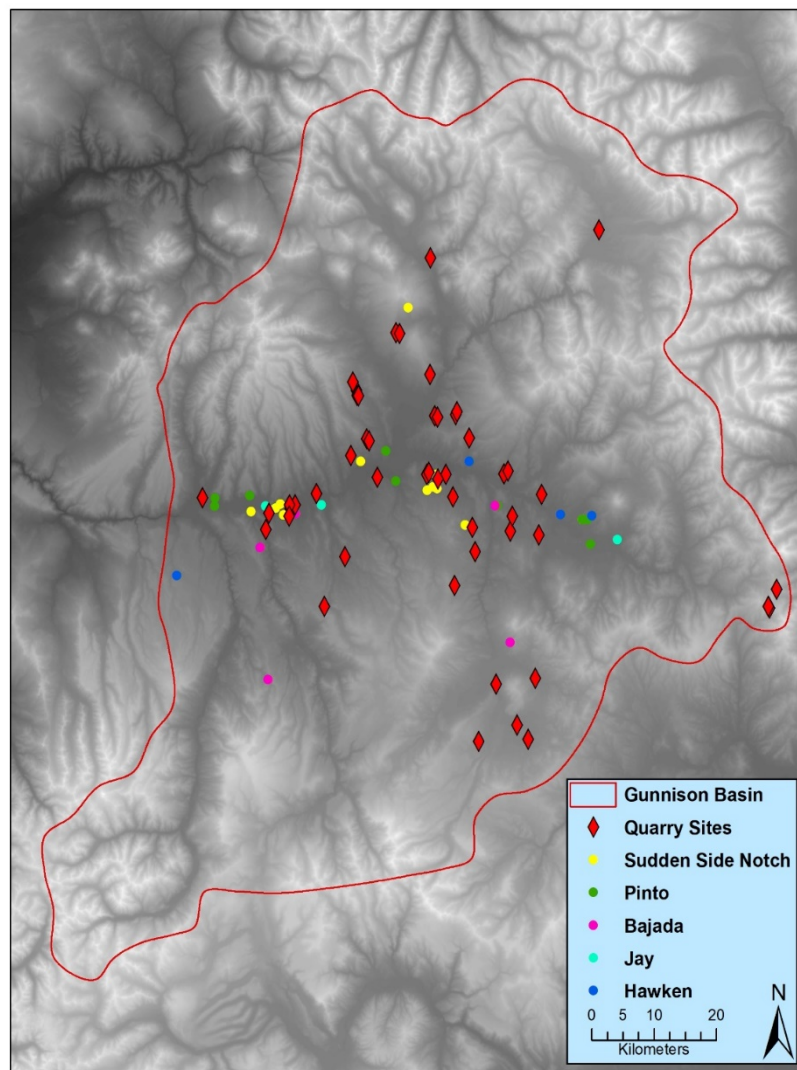 Gunnison Basin
Quarry Sites
Sudden Side Notch
Pinto
Bajada
Jay
Hawken
N
0 5 10 20
Kilometers